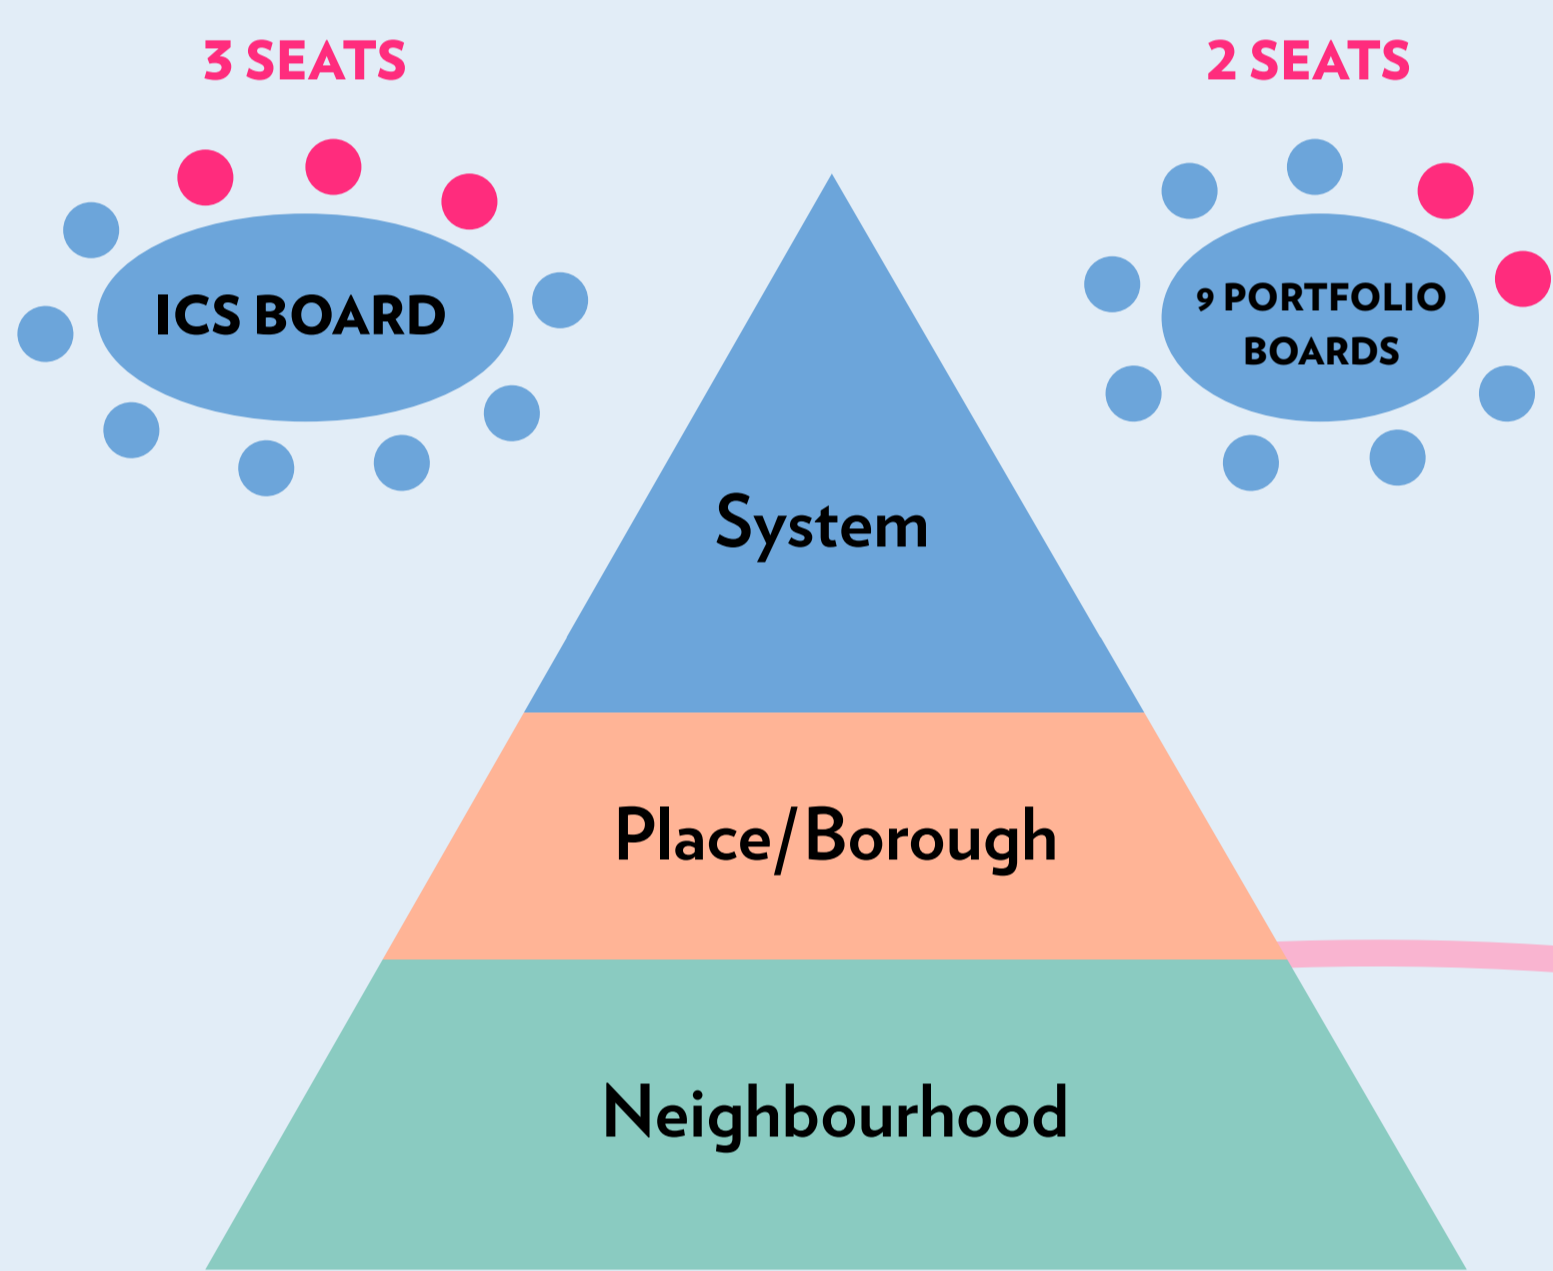 3 SEATS
2 SEATS
ICS BOARD
9 PORTFOLIO
BOARDS
System
Place/Borough
Neighbourhood